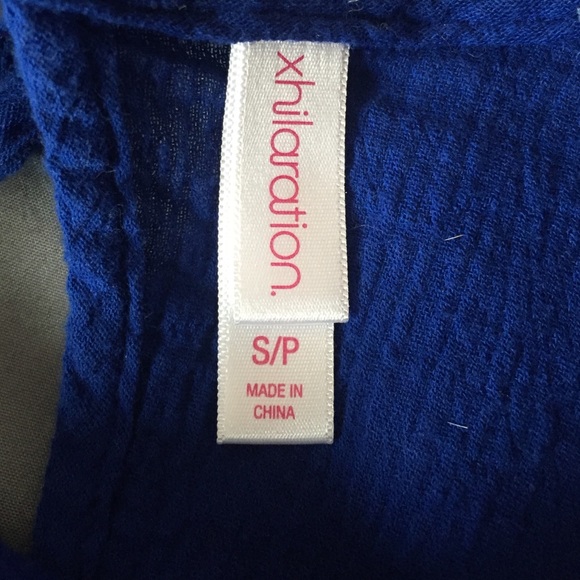 xhilaration.
S/P
MADE IN
CHINA